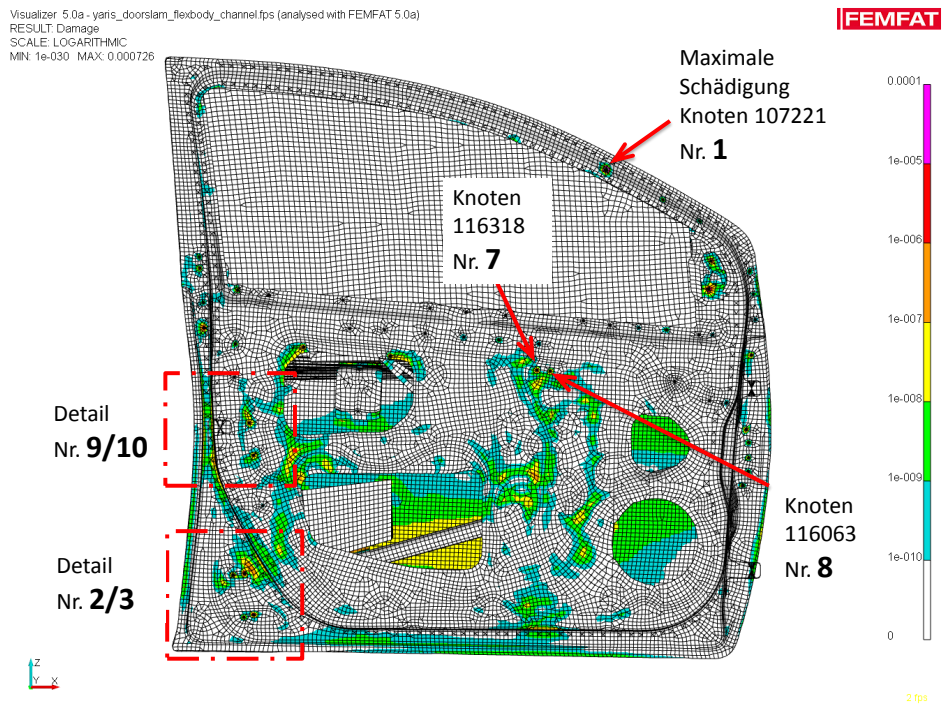 Visualizer 5.0a - yaris_doorslam_flexbody_channel.fps (analysed with FEMFAT 5.0a)
RESULT: Damage
SCALE: LOGARITHMIC
MIN: 1e-030 MAX: 0.000726
FEMFAT
Maximale
Schädigung
Knoten 107221
Nr. 1
0.0001
1e-005
1e-006
1e-007
1e-008
1e-009
1e-010
0
Knoten
116318
Nr. 7
Detail
Nr. 9/10
Knoten
116063
Nr. 8
Detail
Nr. 2/3
Z
Y X
2 fps